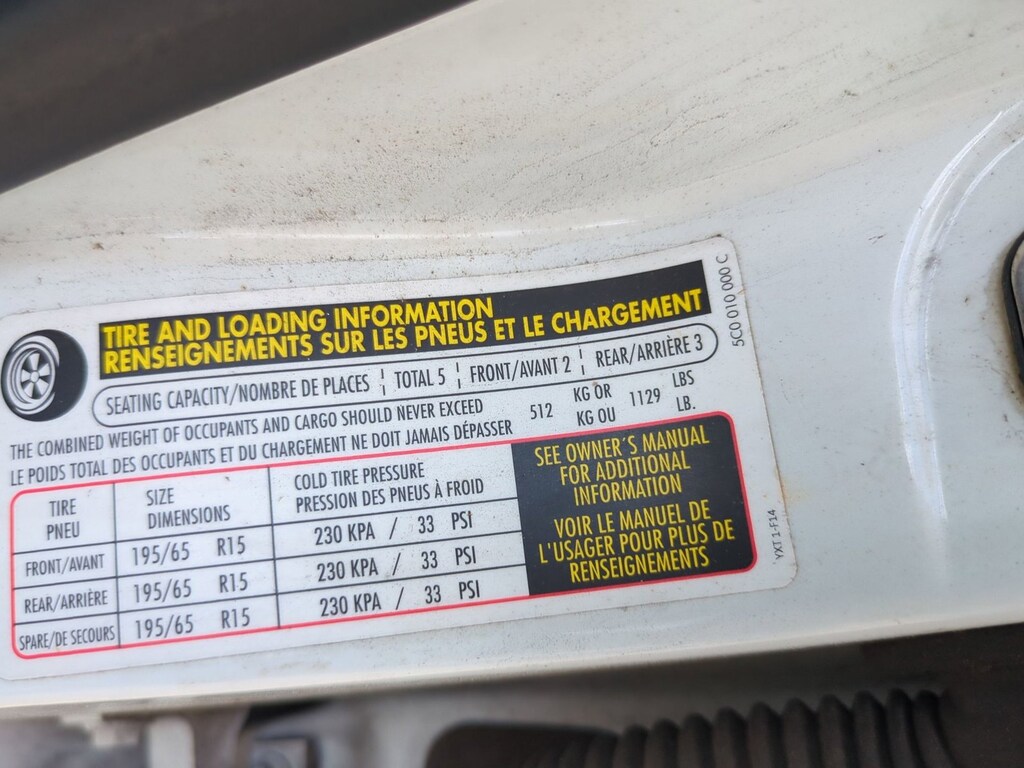 TIRE AND LOADING INFORMATION
RENSEIGNEMENTS SUR LES PNEUS ET LE CHARGEMENT
SEATING CAPACITY/NOMBRE DE PLACES ¦ TOTAL 5 ¦ FRONT/AVANT 2 ¦ REAR/ARRIÈRE 3
THE COMBINED WEIGHT OF OCCUPANTS AND CARGO SHOULD NEVER EXCEED 512 KG OR 1129 LBS
LE POIDS TOTAL DES OCCUPANTS ET DU CHARGEMENT NE DOIT JAMAIS DÉPASSER KG OU LB.
TIRE SIZE COLD TIRE PRESSURE
PNEU DIMENSIONS PRESSION DES PNEUS À FROID
FRONT/AVANT 195/65 R15 230 KPA / 33 PSI
REAR/ARRIÈRE 195/65 R15 230 KPA / 33 PSI
SPARE/DE SECOURS 195/65 R15 230 KPA / 33 PSI
SEE OWNER´S MANUAL
FOR ADDITIONAL
INFORMATION
VOIR LE MANUEL DE
L'USAGER POUR PLUS DE
RENSEIGNEMENTS
5C0 010 000 C
YXT 1-F14